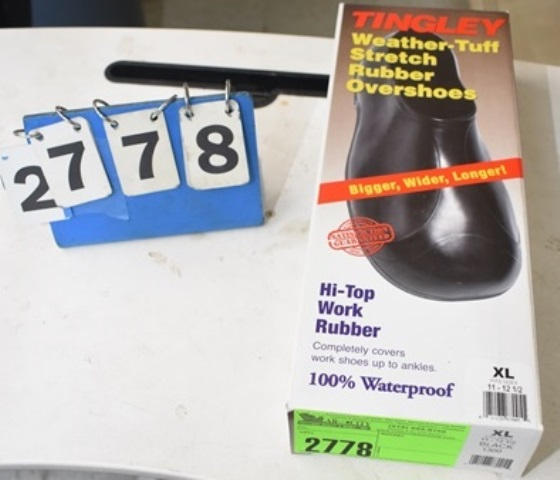 2778
TINGLEY
Weather-Tuff
Stretch
Rubber
Overshoes
Bigger, Wider, Longer!
Hi-Top
Work
Rubber
Completely covers
work shoes up to ankles.
100% Waterproof
XL
11 - 12 1/2
XL
BLACK
1300
2778